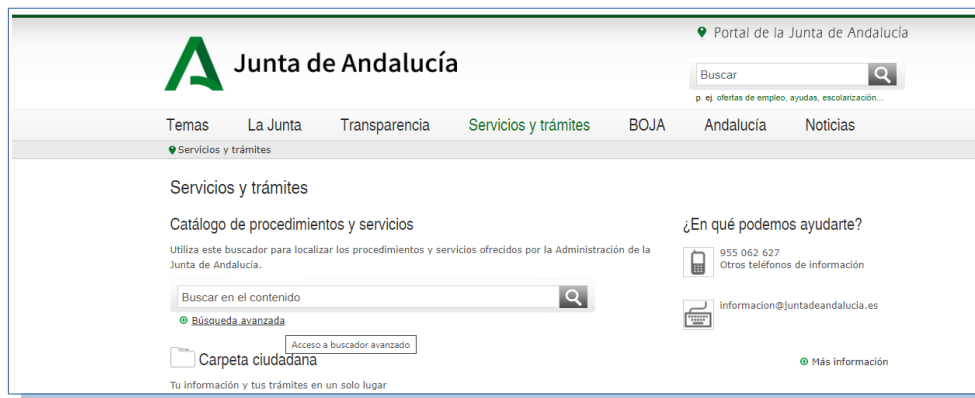 Portal de la Junta de Andalucía
Junta de Andalucía
Buscar
p. ej. ofertas de empleo, ayudas, escolarización...
Temas La Junta Transparencia Servicios y trámites BOJA Andalucía Noticias
Servicios y trámites
Servicios y trámites
Catálogo de procedimientos y servicios
Utiliza este buscador para localizar los procedimientos y servicios ofrecidos por la Administración de la
Junta de Andalucía.
Buscar en el contenido
Búsqueda avanzada
Acceso a buscador avanzado
Carpeta ciudadana
Tu información y tus trámites en un solo lugar
¿En qué podemos ayudarte?
955 062 627
Otros teléfonos de información
informacion@juntadeandalucia.es
Más información